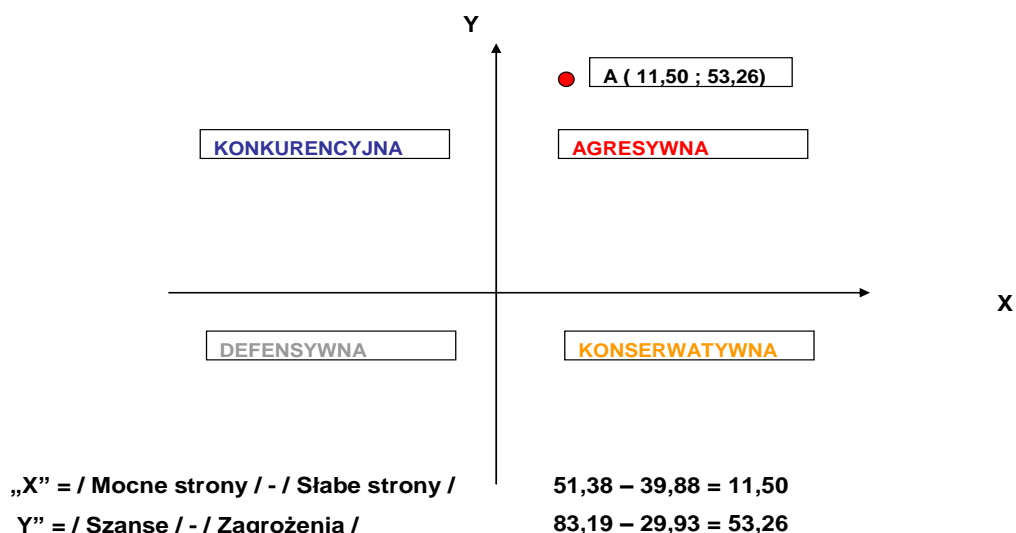 Y
A ( 11,50 ; 53,26)
KONKURENCYJNA
AGRESYWNA
X
DEFENSYWNA
KONSERWATYWNA
„X” = / Mocne strony / - / Słabe strony / 51,38 – 39,88 = 11,50
Y” = / Szanse / - / Zagrożenia / 83,19 – 29,93 = 53,26